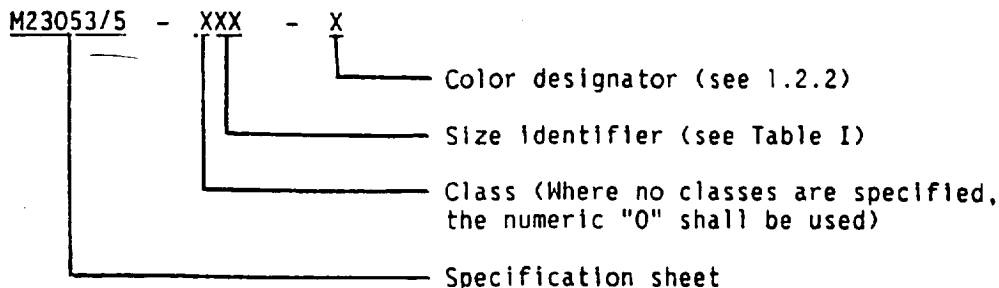 M23053/5 - XXX - X
Color designator (see 1.2.2)
Size identifier (see Table I)
Class (Where no classes are specified,
the numeric "0" shall be used)
Specification sheet